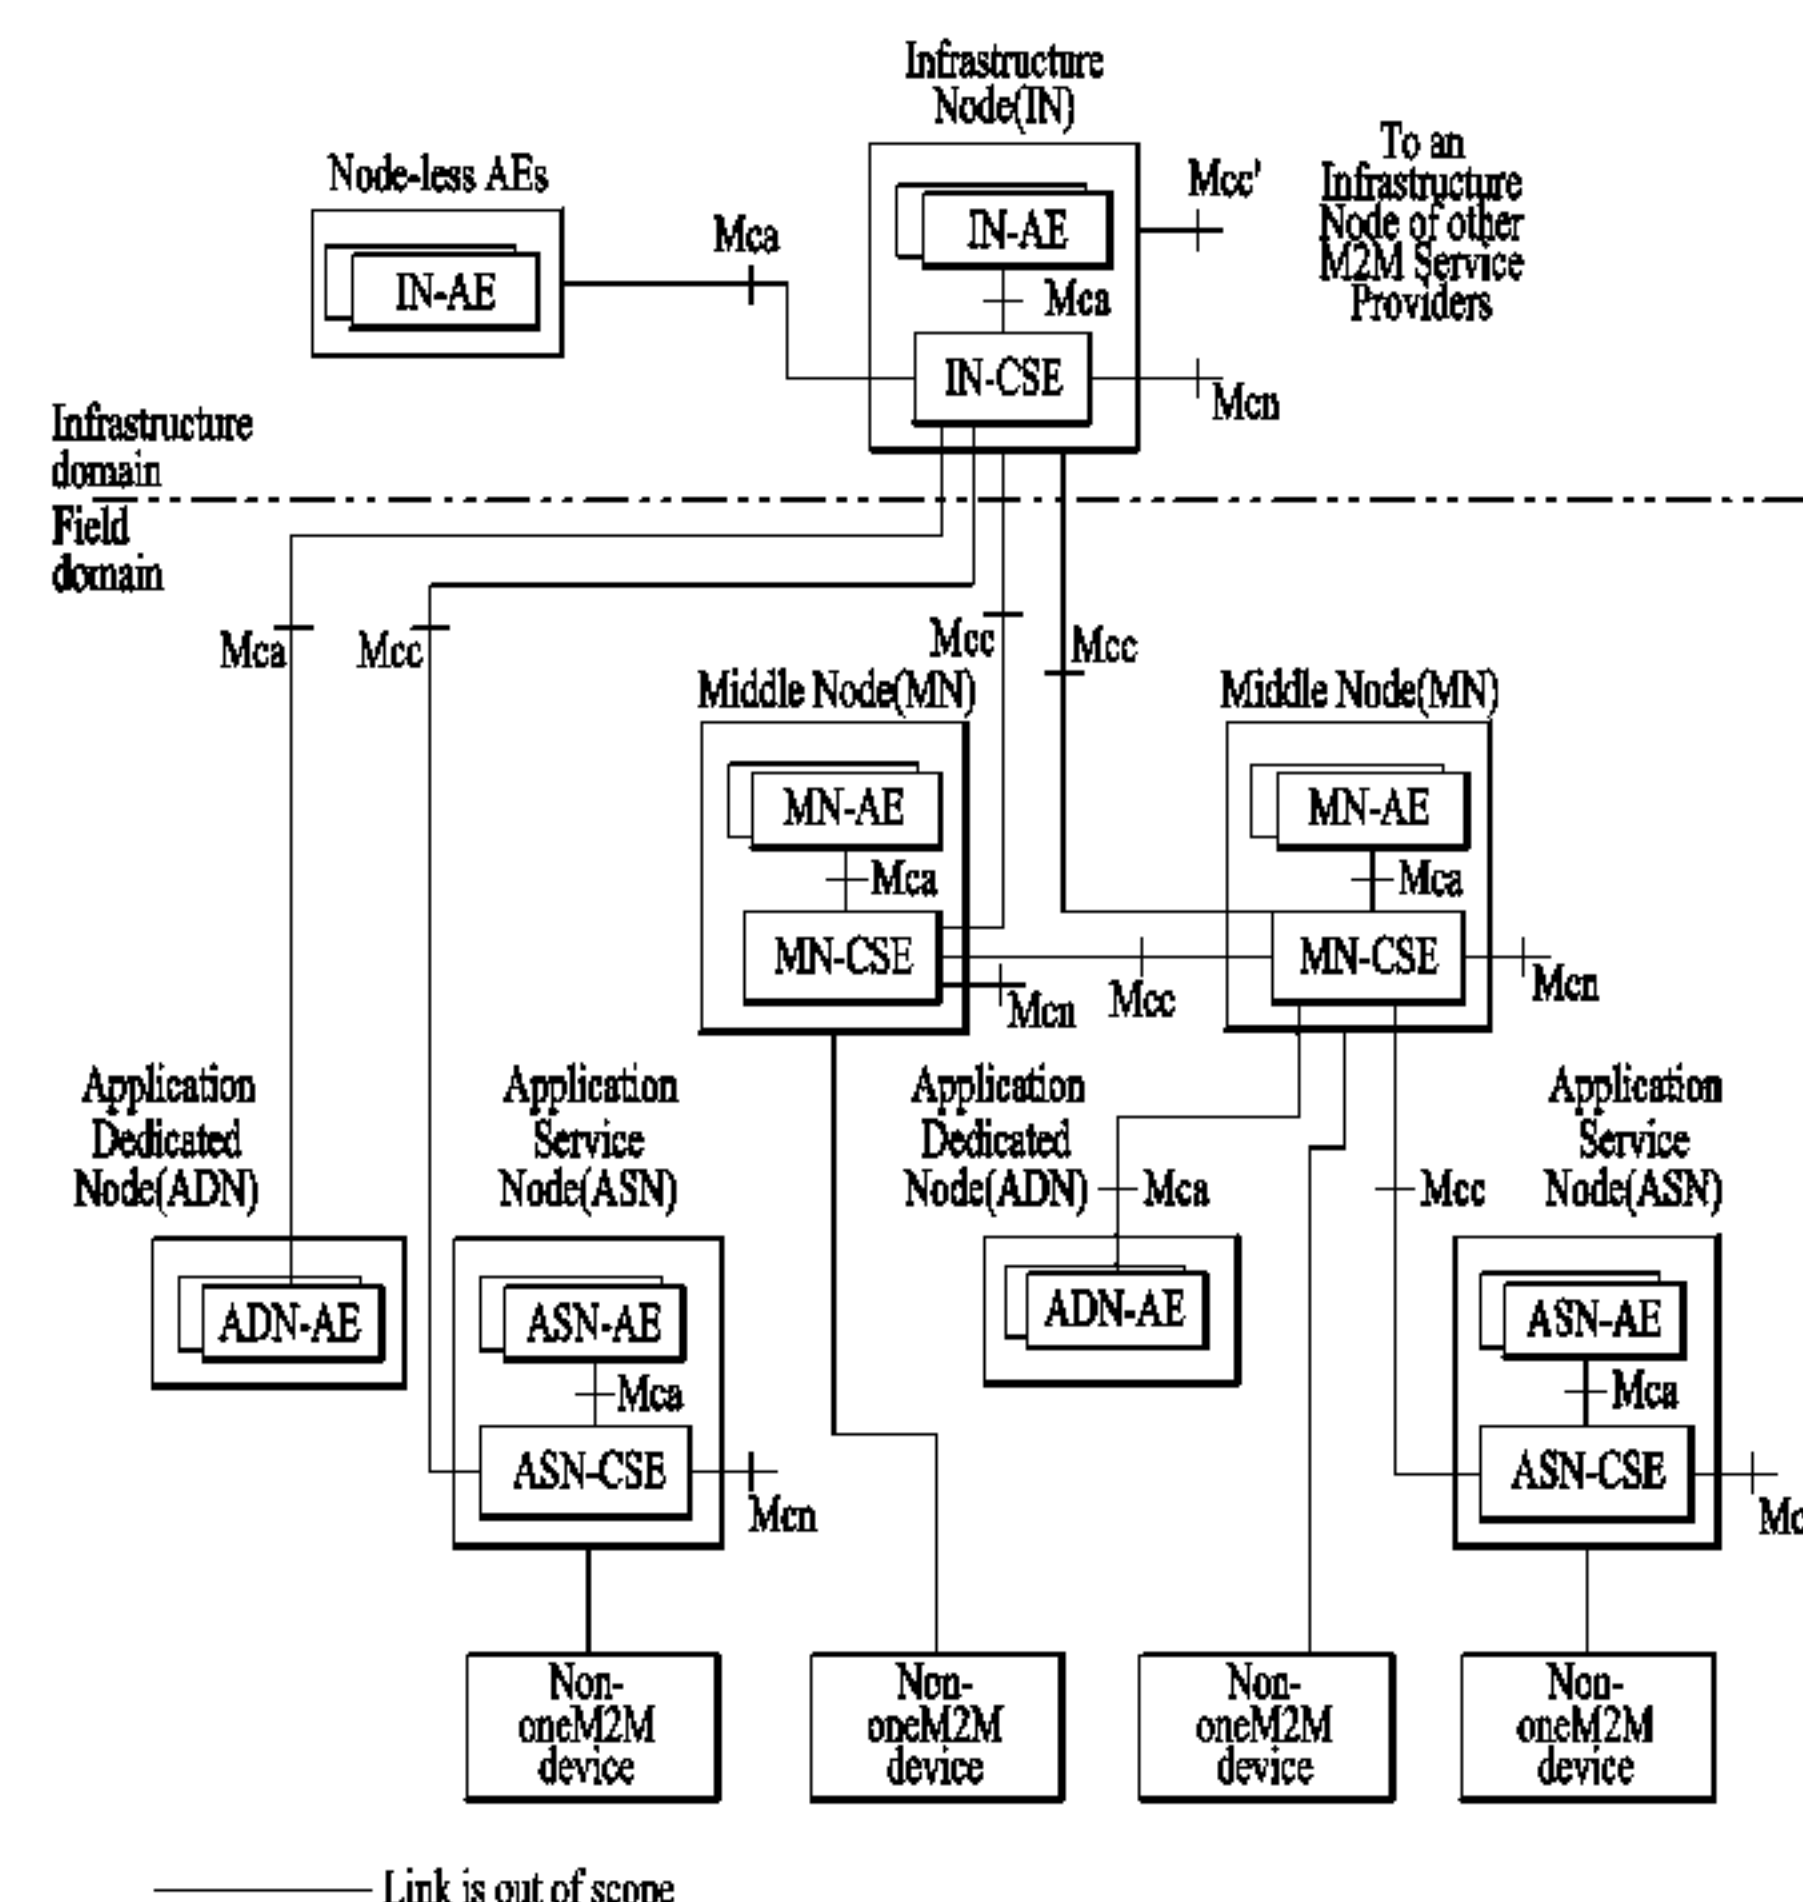 Infrastructure
Node(IN)
To an
Infrastructure
Node of other
M2M Service
Providers
Mcc'
Node-less AEs
Mca
IN-AE
IN-AE
Mca
IN-CSE
Mcn
Infrastructure
domain
Field
domain
Mca
Mcc
Mcc
Mcc
Middle Node(MN)
Middle Node(MN)
MN-AE
MN-AE
Mca
Mca
MN-CSE
MN-CSE
Mcn
Mcc
Mcn
Application
Dedicated
Node(ADN)
Application
Service
Node(ASN)
Application
Dedicated
Node(ADN)
Mca
Mcc
Application
Service
Node(ASN)
ADN-AE
ASN-AE
ADN-AE
ASN-AE
Mca
Mca
ASN-CSE
ASN-CSE
Mcn
Mc
Non-
oneM2M
device
Non-
oneM2M
device
Non-
oneM2M
device
Non-
oneM2M
device
Link is out of scope